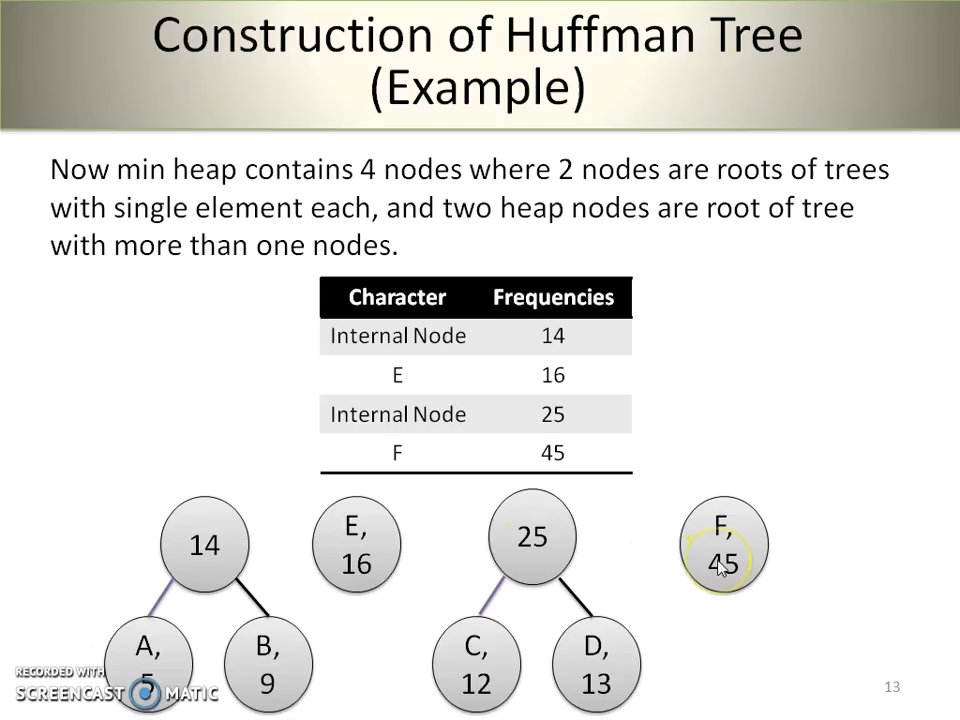 Construction of Huffman Tree
(Example)
Now min heap contains 4 nodes where 2 nodes are roots of trees
with single element each, and two heap nodes are root of tree
with more than one nodes.
Character Frequencies
Internal Node 14
E 16
Internal Node 25
F 45
14
E,
16
25
F,
45
A,
5
B,
9
C,
12
D,
13
RECORDED WITH
SCREENCAST MATIC
13